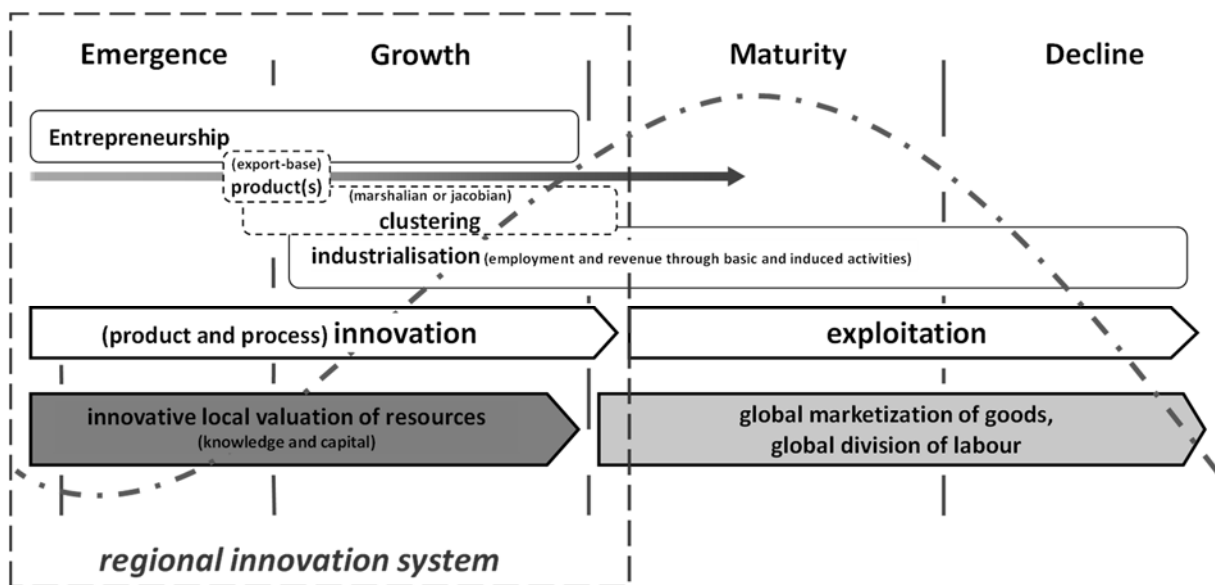 Emergence
Growth
Maturity
Decline
Entrepreneurship
(export-base)
product(s)
(marshalian or jacobian)
clustering
industrialisation (employment and revenue through basic and induced activities)
(product and process) innovation
exploitation
innovative local valuation of resources
(knowledge and capital)
global marketization of goods,
global division of labour
regional innovation system